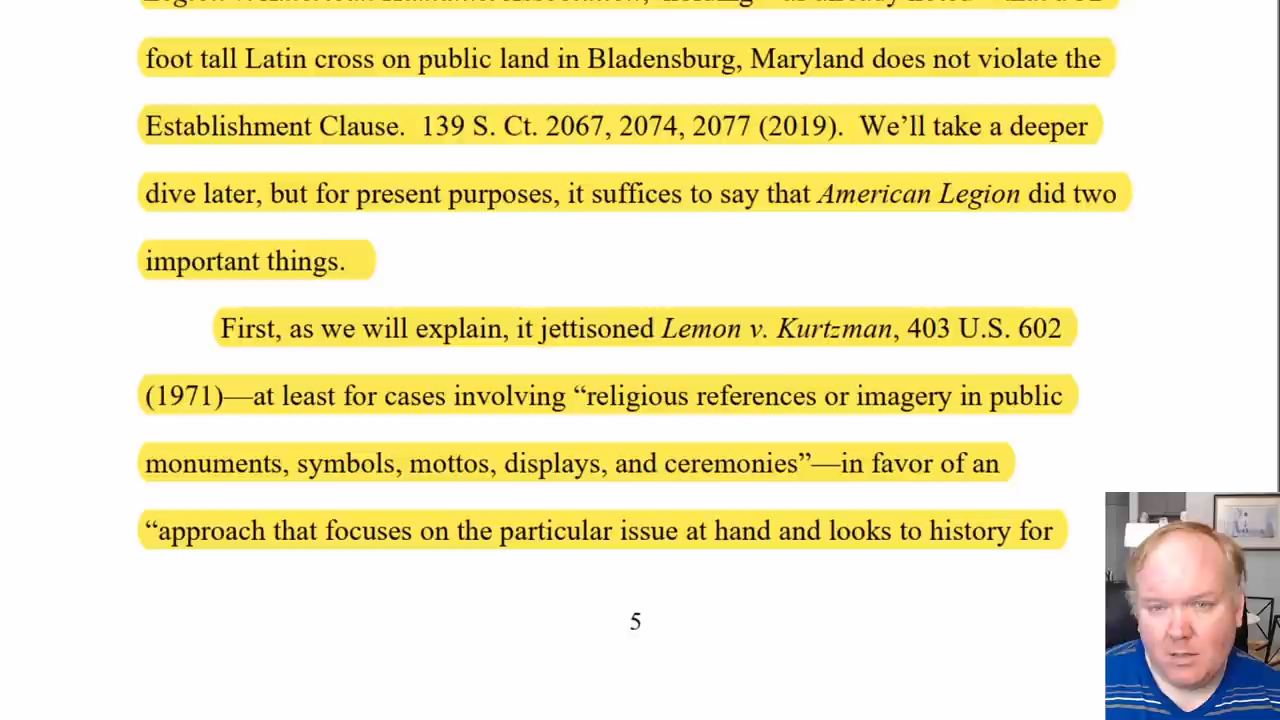 foot tall Latin cross on public land in Bladensburg, Maryland does not violate the
Establishment Clause.  139 S. Ct. 2067, 2074, 2077 (2019).  We’ll take a deeper
dive later, but for present purposes, it suffices to say that American Legion did two
important things.
First, as we will explain, it jettisoned Lemon v. Kurtzman, 403 U.S. 602
(1971)—at least for cases involving “religious references or imagery in public
monuments, symbols, mottos, displays, and ceremonies”—in favor of an
“approach that focuses on the particular issue at hand and looks to history for
5